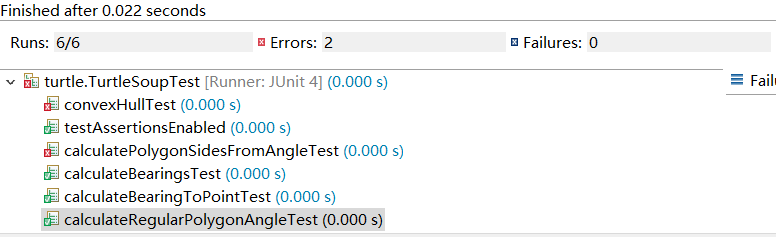 Finished after 0.022 seconds
Runs: 6/6 Errors: 2 Failures: 0
turtle.TurtleSoupTest [Runner: JUnit 4] (0.000 s)
Failu
convexHullTest (0.000 s)
testAssertionsEnabled (0.000 s)
calculatePolygonSidesFromAngleTest (0.000 s)
calculateBearingsTest (0.000 s)
calculateBearingToPointTest (0.000 s)
calculateRegularPolygonAngleTest (0.000 s)